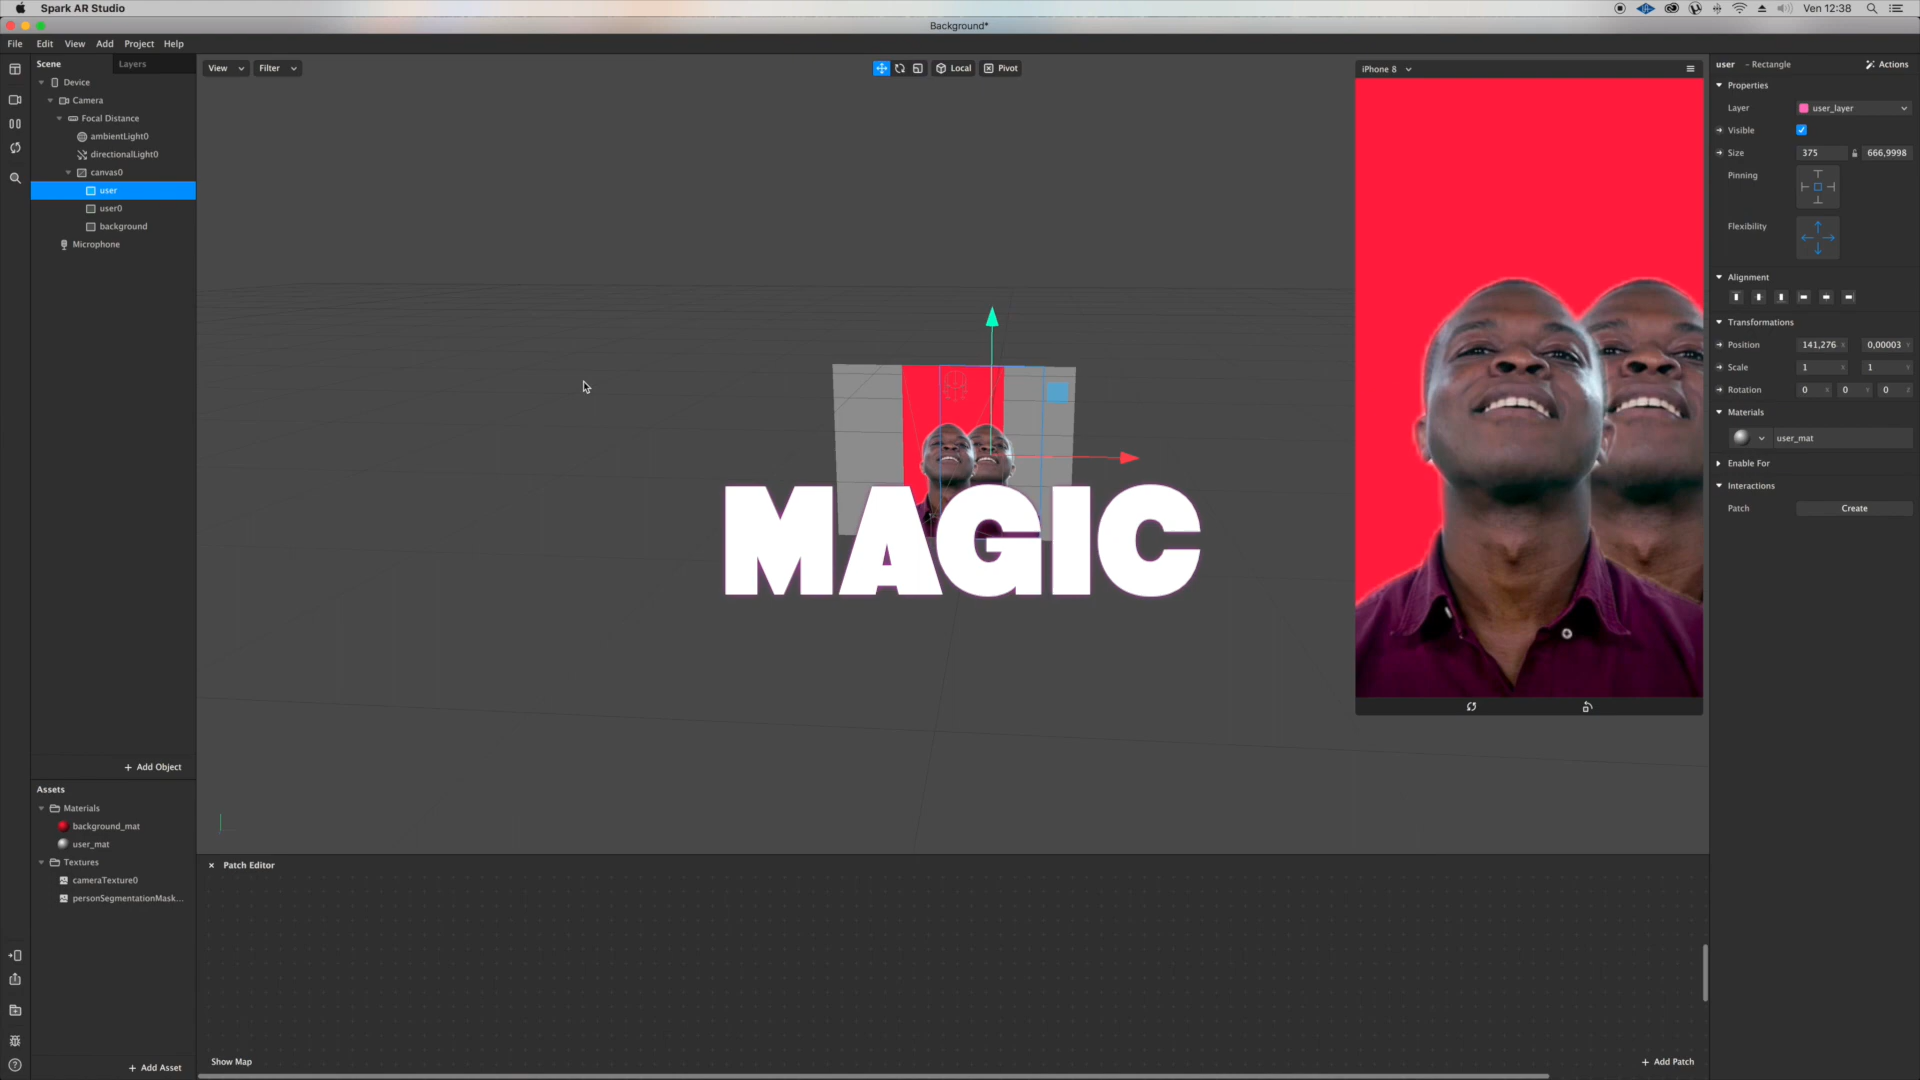 Spark AR Studio
Ven 12:38
Background*
File Edit View Add Project Help
Scene Layers
Device
Camera
Focal Distance
ambientLight0
directionalLight0
canvas0
user
user0
background
Microphone
+ Add Object
Assets
Materials
background_mat
user_mat
Textures
cameraTexture0
personSegmentationMask...
+ Add Asset
View Filter
Local Pivot
MAGIC
iPhone 8
× Patch Editor
Show Map
+ Add Patch
user - Rectangle Actions
Properties
Layer user_layer
Visible
Size 375 666,9998
Pinning
Flexibility
Alignment
Transformations
Position 141,276 X 0,00003 Y
Scale 1 X 1 Y
Rotation 0 X 0 Y 0 Z
Materials
user_mat
Enable For
Interactions
Patch Create